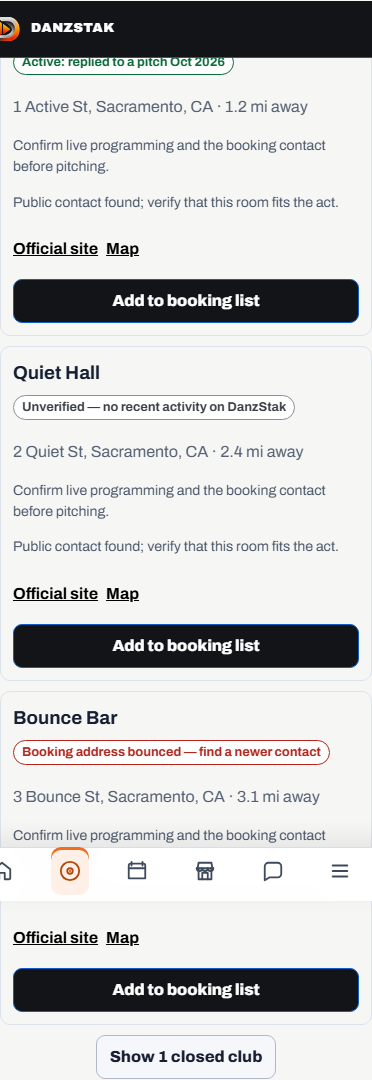 DANZSTAK
Active: replied to a pitch Oct 2026
1 Active St, Sacramento, CA · 1.2 mi away
Confirm live programming and the booking contact
before pitching.
Public contact found; verify that this room fits the act.
Official site Map
Add to booking list
Quiet Hall
Unverified — no recent activity on DanzStak
2 Quiet St, Sacramento, CA · 2.4 mi away
Confirm live programming and the booking contact
before pitching.
Public contact found; verify that this room fits the act.
Official site Map
Add to booking list
Bounce Bar
Booking address bounced — find a newer contact
3 Bounce St, Sacramento, CA · 3.1 mi away
Confirm live programming and the booking contact
Official site Map
Add to booking list
Show 1 closed club